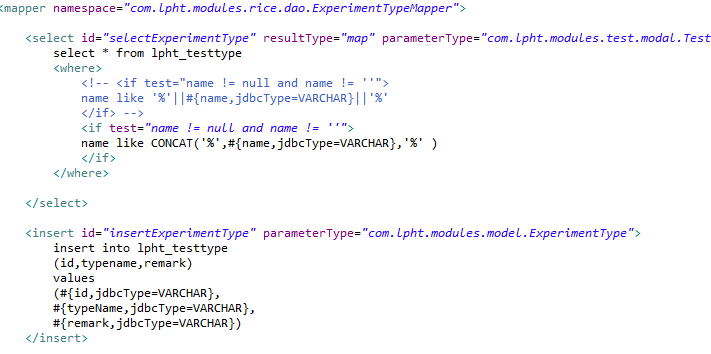 <mapper namespace="com.lpht.modules.rice.dao.ExperimentTypeMapper">
<select id="selectExperimentType" resultType="map" parameterType="com.lpht.modules.test.modal.Test
select * from lpht_testtype
<where>
<!-- <if test="name != null and name != ''">
name like '%'||#{name,jdbcType=VARCHAR}||'%'
</if> -->
<if test="name != null and name != ''">
name like CONCAT('%',#{name,jdbcType=VARCHAR},'%' )
</if>
</where>
</select>
<insert id="insertExperimentType" parameterType="com.lpht.modules.model.ExperimentType">
insert into lpht_testtype
(id,typename,remark)
values
(#{id,jdbcType=VARCHAR},
#{typeName,jdbcType=VARCHAR},
#{remark,jdbcType=VARCHAR})
</insert>